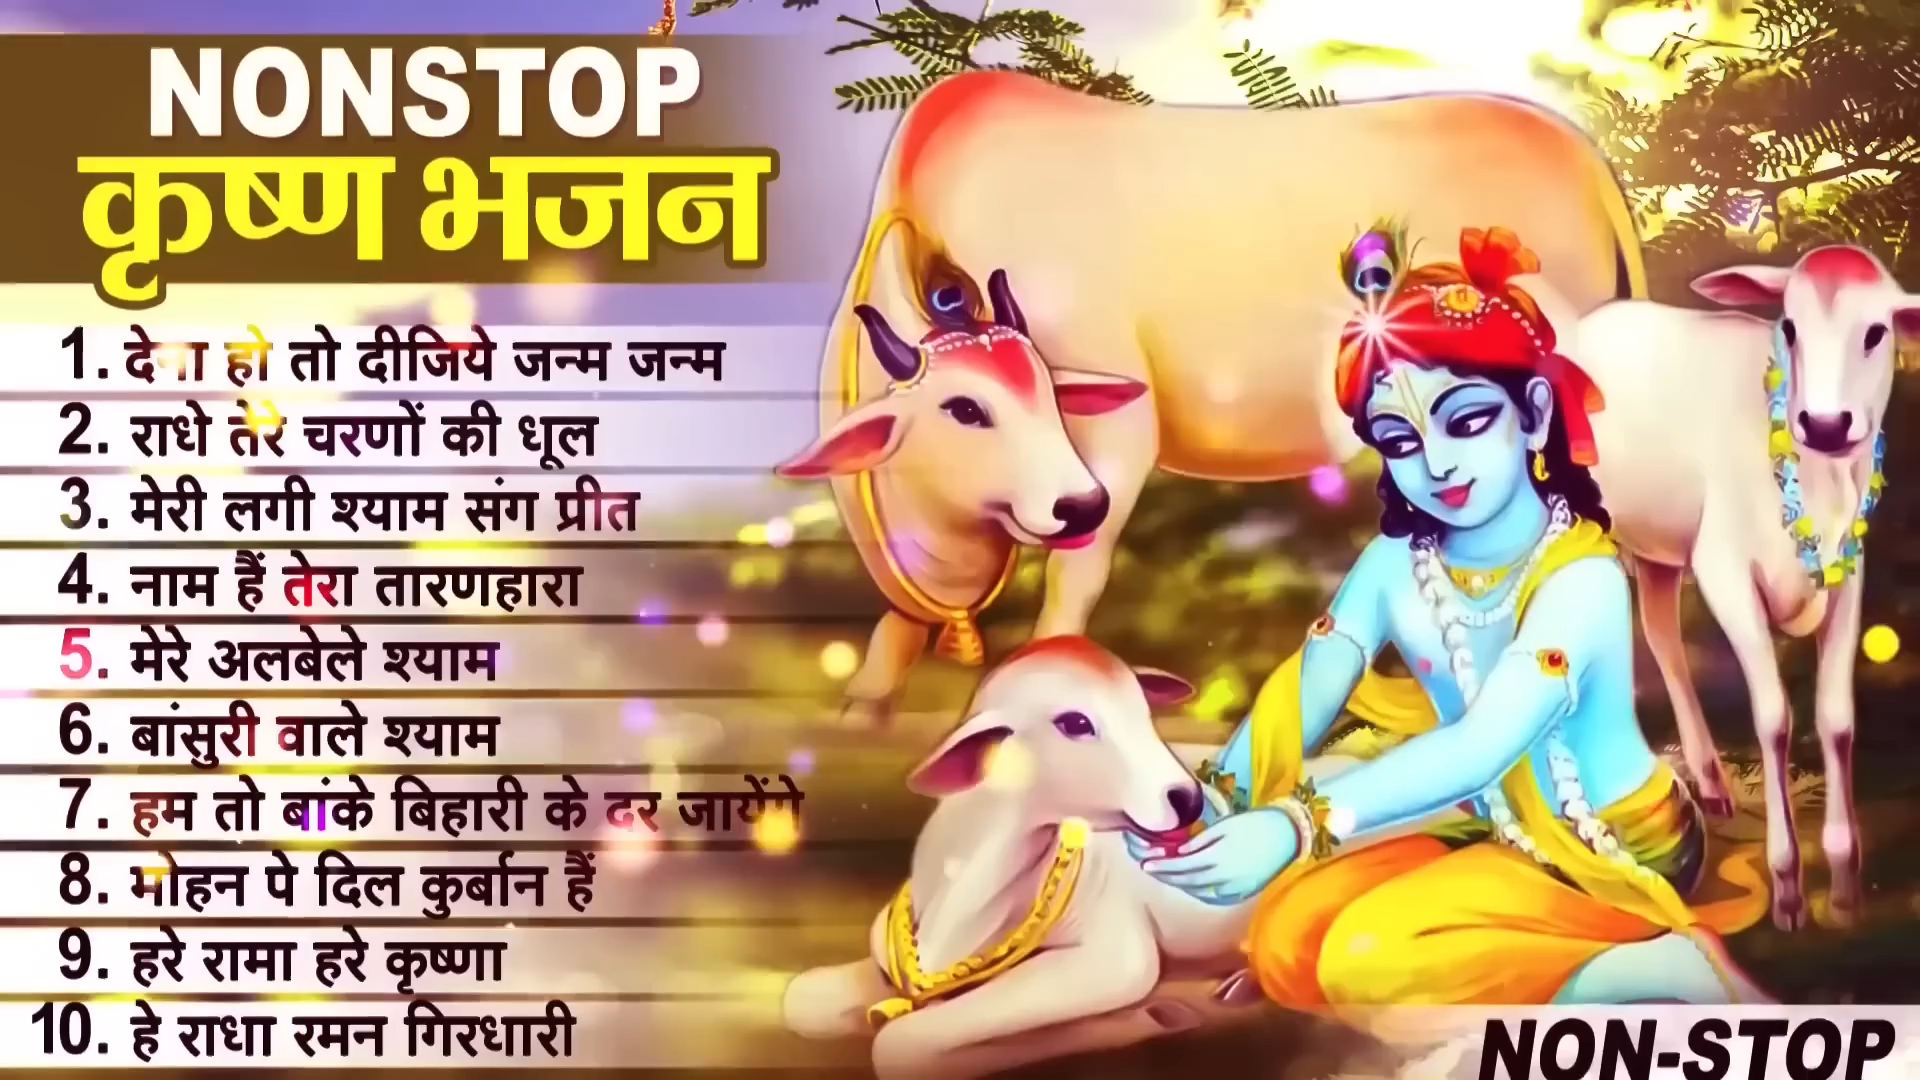 NONSTOP
कृष्ण भजन
1. देना हो तो दीजिये जन्म जन्म
2. राधे तेरे चरणों की धूल
3. मेरी लगी श्याम संग प्रीत
4. नाम हैं तेरा तारणहारा
5. मेरे अलबेले श्याम
6. बांसुरी वाले श्याम
7. हम तो बांके बिहारी के दर जायेंगे
8. मोहन पे दिल कुर्बान हैं
9. हरे रामा हरे कृष्णा
10. हे राधा रमन गिरधारी
NON-STOP